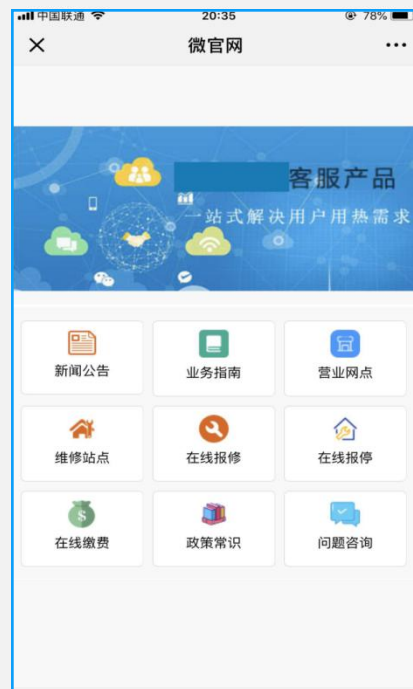 中国联通 20:35 78%
微官网
客服产品
一站式解决用户用热需求
新闻公告 业务指南 营业网点
维修站点 在线报修 在线报停
在线缴费 政策常识 问题咨询